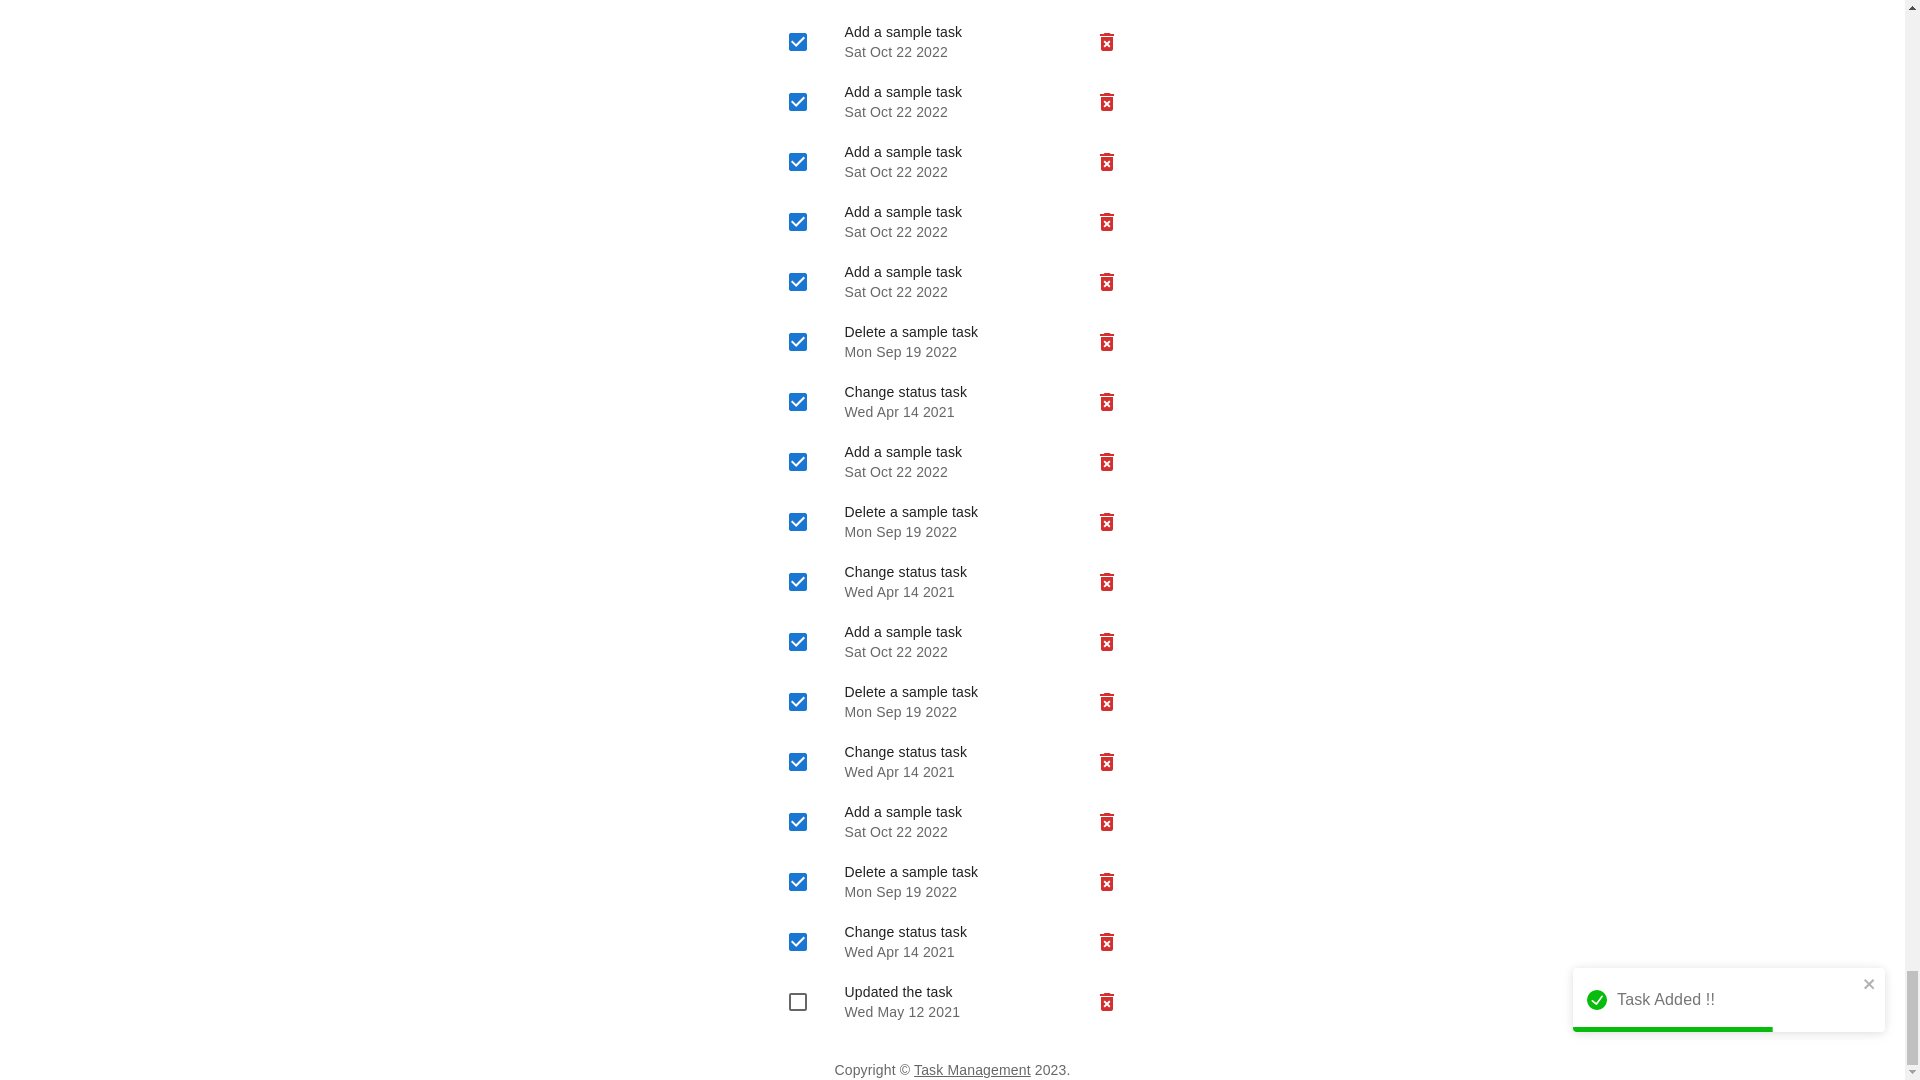 Add a sample task
Sat Oct 22 2022
Add a sample task
Sat Oct 22 2022
Add a sample task
Sat Oct 22 2022
Add a sample task
Sat Oct 22 2022
Add a sample task
Sat Oct 22 2022
Delete a sample task
Mon Sep 19 2022
Change status task
Wed Apr 14 2021
Add a sample task
Sat Oct 22 2022
Delete a sample task
Mon Sep 19 2022
Change status task
Wed Apr 14 2021
Add a sample task
Sat Oct 22 2022
Delete a sample task
Mon Sep 19 2022
Change status task
Wed Apr 14 2021
Add a sample task
Sat Oct 22 2022
Delete a sample task
Mon Sep 19 2022
Change status task
Wed Apr 14 2021
Updated the task
Wed May 12 2021
Task Added !!
Copyright © Task Management 2023.